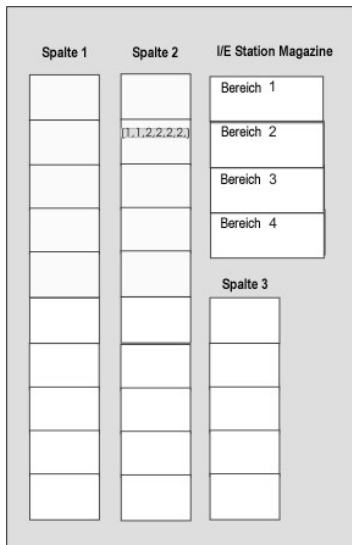 Spalte 1
Spalte 2
I/E Station Magazine
Bereich 1
[1,1,2,2,2,2,]
Bereich 2
Bereich 3
Bereich 4
Spalte 3